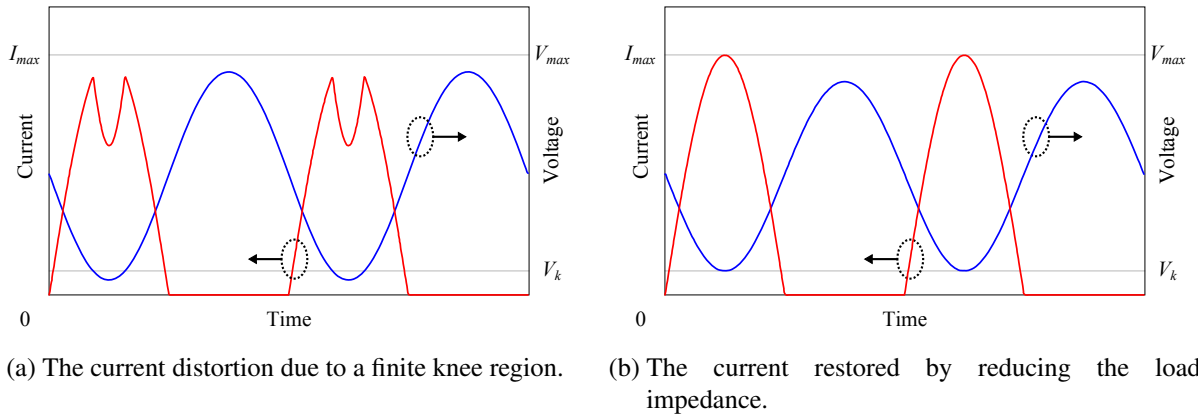 I_max
V_max
Current
Voltage
V_k
0
Time
(a) The current distortion due to a finite knee region.
I_max
V_max
Current
Voltage
V_k
0
Time
(b) The current restored by reducing the load
impedance.